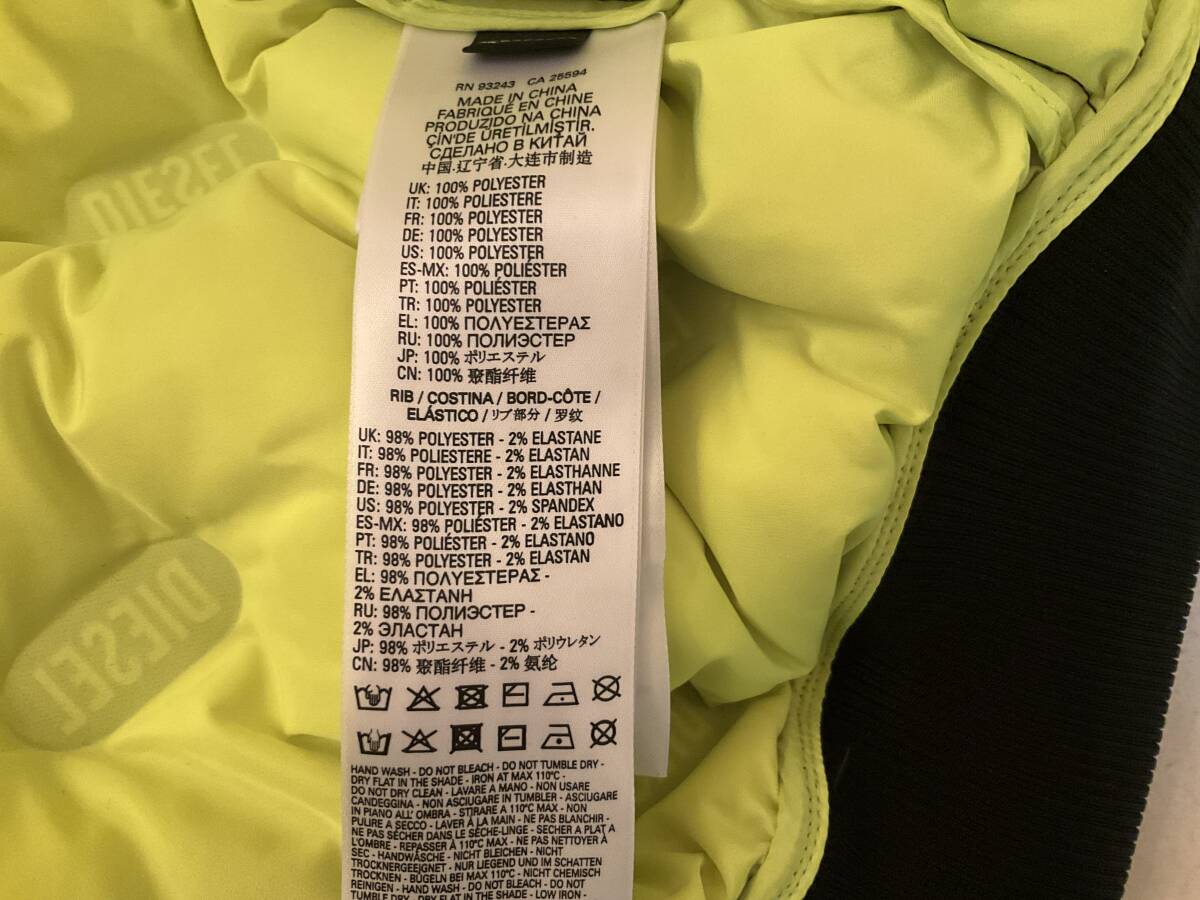 RN 93243 CA 25594
MADE IN CHINA
FABRIQUÉ EN CHINE
PRODUZIDO NA CHINA
ÇİN'DE ÜRETİLMİŞTİR.
СДЕЛАНО В КИТАЙ
中国.辽宁省.大连市制造
UK: 100% POLYESTER
IT: 100% POLIESTERE
FR: 100% POLYESTER
DE: 100% POLYESTER
US: 100% POLYESTER
ES-MX: 100% POLIÉSTER
PT: 100% POLIÉSTER
TR: 100% POLYESTER
EL: 100% ΠΟΛΥΕΣΤΕΡΑΣ
RU: 100% ПОЛИЭСТЕР
JP: 100% ポリエステル
CN: 100% 聚酯纤维
RIB / COSTINA / BORD-CÔTE /
ELÁSTICO / リブ部分 / 罗纹
UK: 98% POLYESTER - 2% ELASTANE
IT: 98% POLIESTERE - 2% ELASTAN
FR: 98% POLYESTER - 2% ELASTHANNE
DE: 98% POLYESTER - 2% ELASTHAN
US: 98% POLYESTER - 2% SPANDEX
ES-MX: 98% POLIÉSTER - 2% ELASTANO
PT: 98% POLIÉSTER - 2% ELASTANO
TR: 98% POLYESTER - 2% ELASTAN
EL: 98% ΠΟΛΥΕΣΤΕΡΑΣ -
2% ΕΛΑΣΤΑΝΗ
RU: 98% ПОЛИЭСТЕР -
2% ЭЛАСТАН
JP: 98% ポリエステル - 2% ポリウレタン
CN: 98% 聚酯纤维 - 2% 氨纶
HAND WASH - DO NOT BLEACH - DO NOT TUMBLE DRY -
DRY FLAT IN THE SHADE - IRON AT MAX 110°C -
DO NOT DRY CLEAN - LAVARE A MANO - NON USARE
CANDEGGINA - NON ASCIUGARE IN TUMBLER - ASCIUGARE
IN PIANO ALL' OMBRA - STIRARE A 110°C MAX - NON
PULIRE A SECCO - LAVER À LA MAIN - NE PAS BLANCHIR -
NE PAS SÉCHER DANS LE SÈCHE-LINGE - SECHER A PLAT A
L'OMBRE - REPASSER À 110°C MAX - NE PAS NETTOYER À
SEC - HANDWÄSCHE - NICHT BLEICHEN - NICHT
TROCKNERGEEIGNET - NUR LIEGEND UND IM SCHATTEN
TROCKNEN - BÜGELN BEI MAX 110°C - NICHT CHEMISCH
REINIGEN - HAND WASH - DO NOT BLEACH - DO NOT
TUMBLE DRY - DRY FLAT IN THE SHADE - LOW IRON -
DIESEL
DIESEL